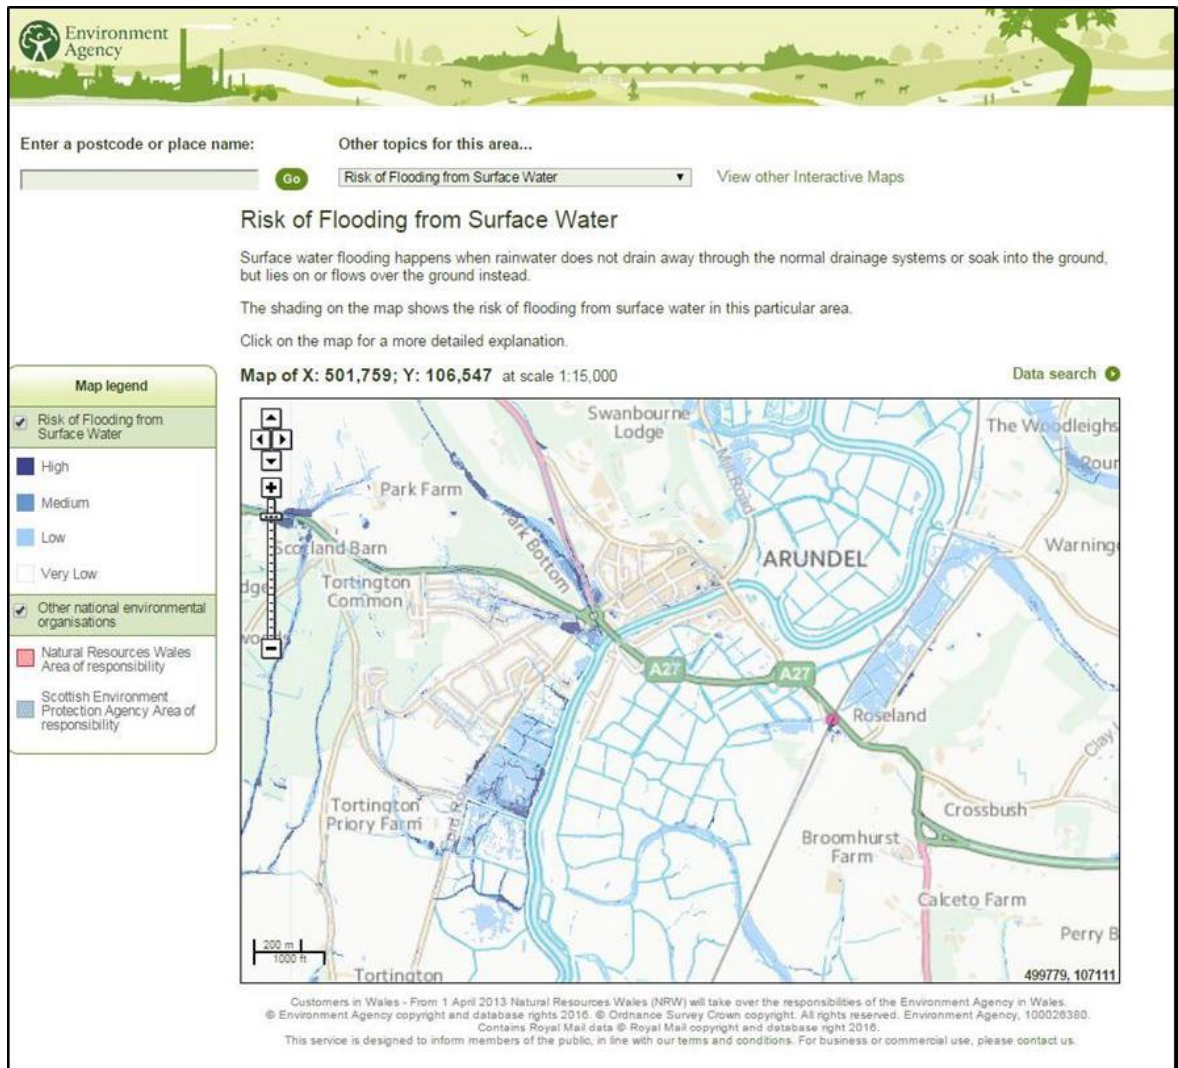 Environment
Agency
Enter a postcode or place name:
Other topics for this area...
Go
Risk of Flooding from Surface Water
View other Interactive Maps
Risk of Flooding from Surface Water
Surface water flooding happens when rainwater does not drain away through the normal drainage systems or soak into the ground,
but lies on or flows over the ground instead.
The shading on the map shows the risk of flooding from surface water in this particular area.
Click on the map for a more detailed explanation.
Map of X: 501,759; Y: 106,547 at scale 1:15,000
Data search
Map legend
Risk of Flooding from
Surface Water
High
Medium
Low
Very Low
Other national environmental
organisations
Natural Resources Wales
Area of responsibility
Scottish Environment
Protection Agency Area of
responsibility
Swanbourne
Lodge
The Woodleighs
Park Farm
Mill Road
Park Bottom
Scotland Barn
ARUNDEL
Warning
Tortington
Common
A27
A27
Roseland
Clay L
Tortington
Priory Farm
Ford Ro
Crossbush
Broomhurst
Farm
Calceto Farm
Perry B
200 m
1000 ft
Tortington
499779, 107111
Customers in Wales - From 1 April 2013 Natural Resources Wales (NRW) will take over the responsibilities of the Environment Agency in Wales.
© Environment Agency copyright and database rights 2016. © Ordnance Survey Crown copyright. All rights reserved. Environment Agency, 100026380.
Contains Royal Mail data © Royal Mail copyright and database right 2016.
This service is designed to inform members of the public, in line with our terms and conditions. For business or commercial use, please contact us.